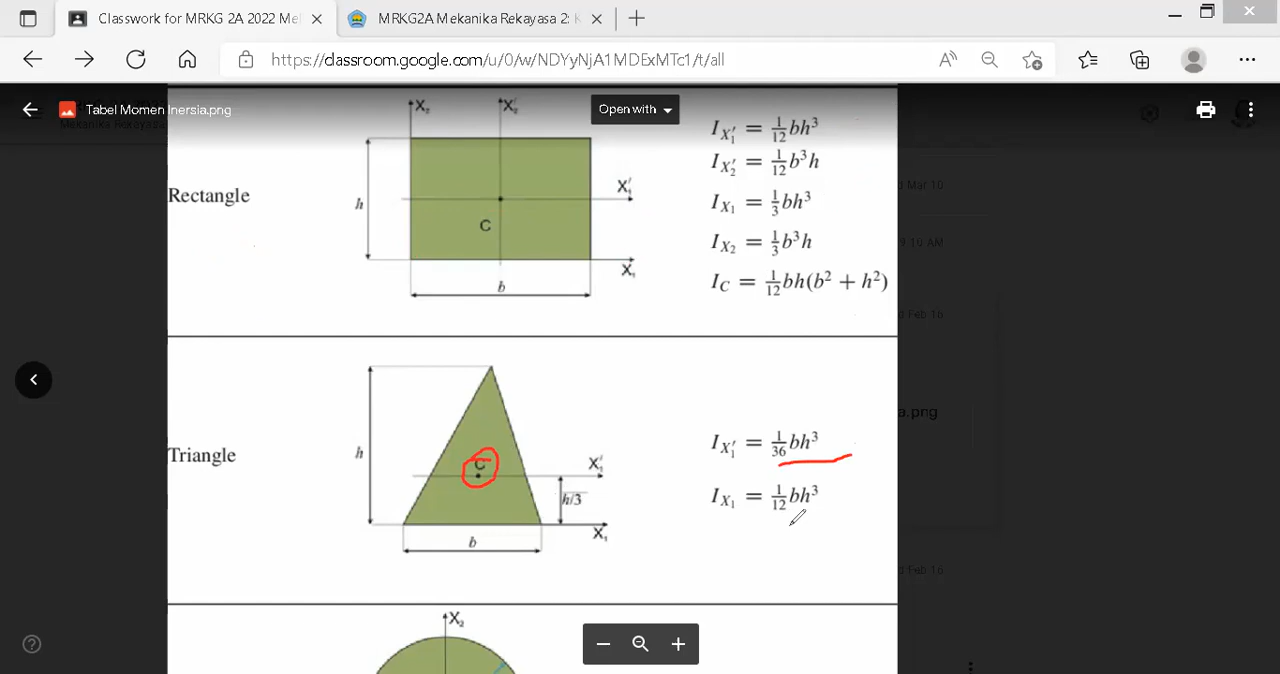 Classwork for MRKG 2A 2022 Me
MRKG2A Mekanika Rekayasa 2:
https://classroom.google.com/u/0/w/NDYyNjA1MDExMTc1/t/all
Tabel Momen Inersia.png
Open with
Rectangle
X₂
X₂′
h
X₁′
C
X₁
b
I_{X₁′} = 1/12 bh³
I_{X₂′} = 1/12 b³h
I_{X₁} = 1/3 bh³
I_{X₂} = 1/3 b³h
I_C = 1/12 bh(b² + h²)
Triangle
h
C
X₁′
h/3
X₁
b
I_{X₁′} = 1/36 bh³
I_{X₁} = 1/12 bh³
X₂
d Mar 10
9:16 AM
d Feb 16
a.png
d Feb 16